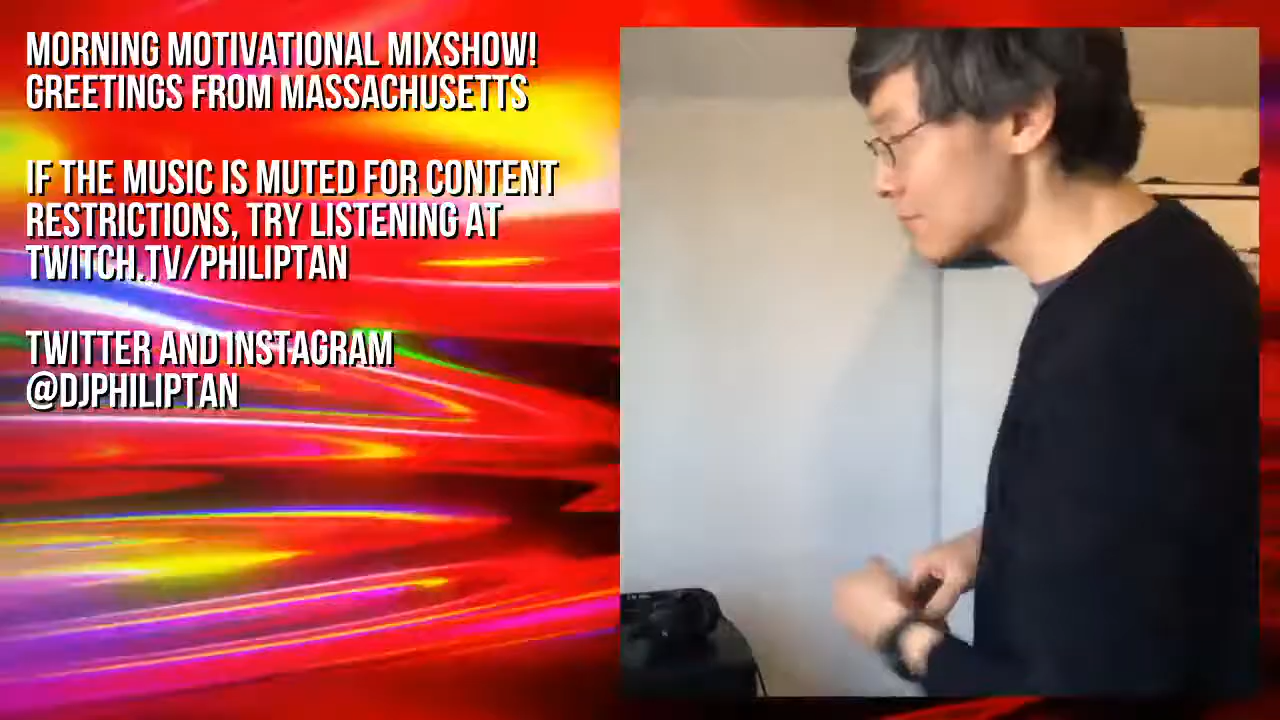 MORNING MOTIVATIONAL MIXSHOW!
GREETINGS FROM MASSACHUSETTS
IF THE MUSIC IS MUTED FOR CONTENT
RESTRICTIONS, TRY LISTENING AT
TWITCH.TV/PHILIPTAN
TWITTER AND INSTAGRAM
@DJPHILIPTAN